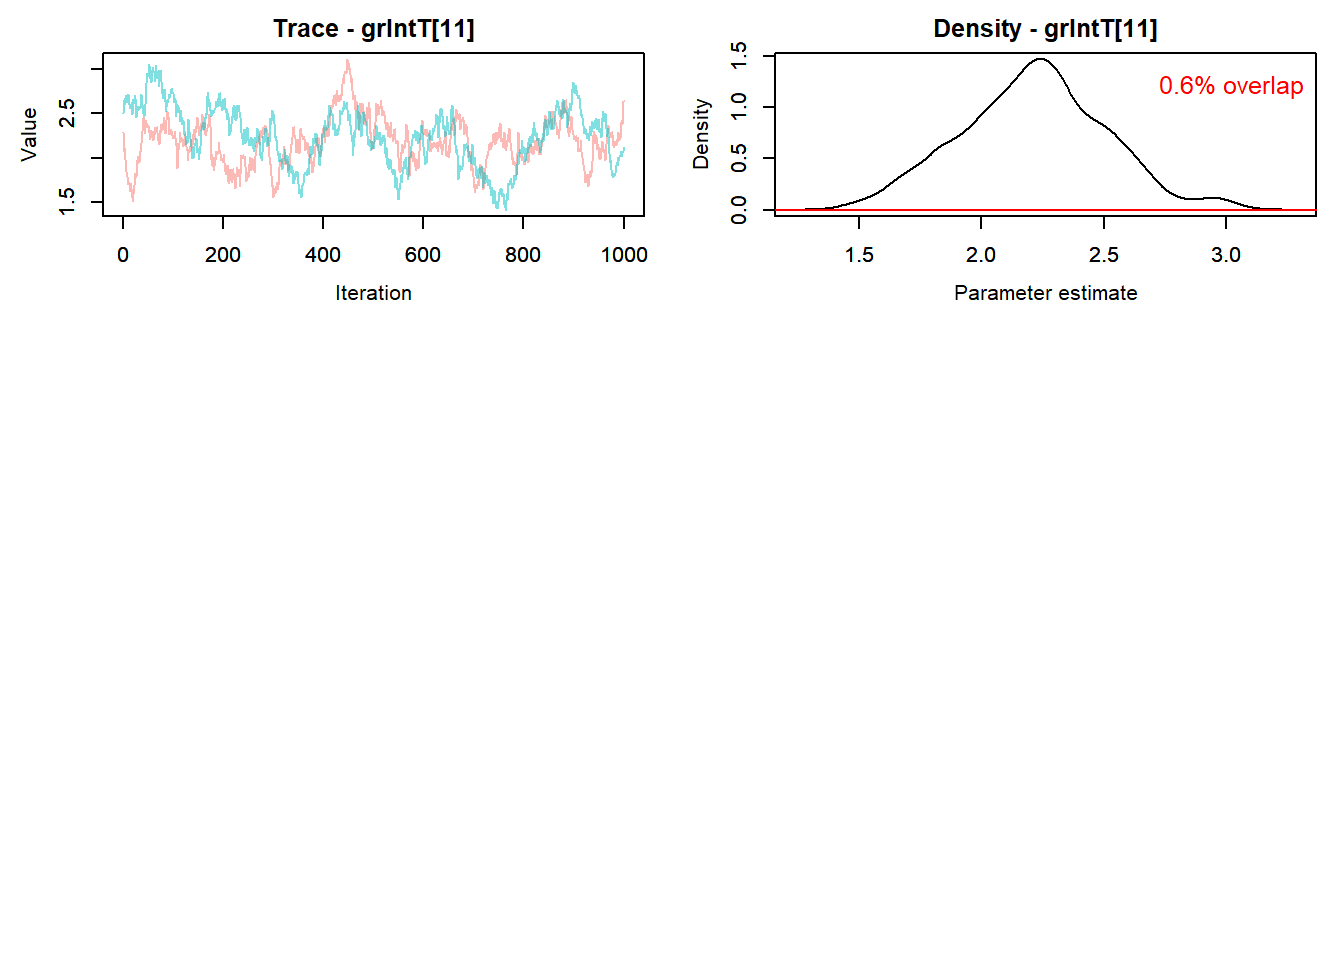 Trace - grIntT[11]
Value
2.5
1.5
0 200 400 600 800 1000
Iteration
Density - grIntT[11]
0.6% overlap
Density
1.5
1.0
0.5
0.0
1.5 2.0 2.5 3.0
Parameter estimate